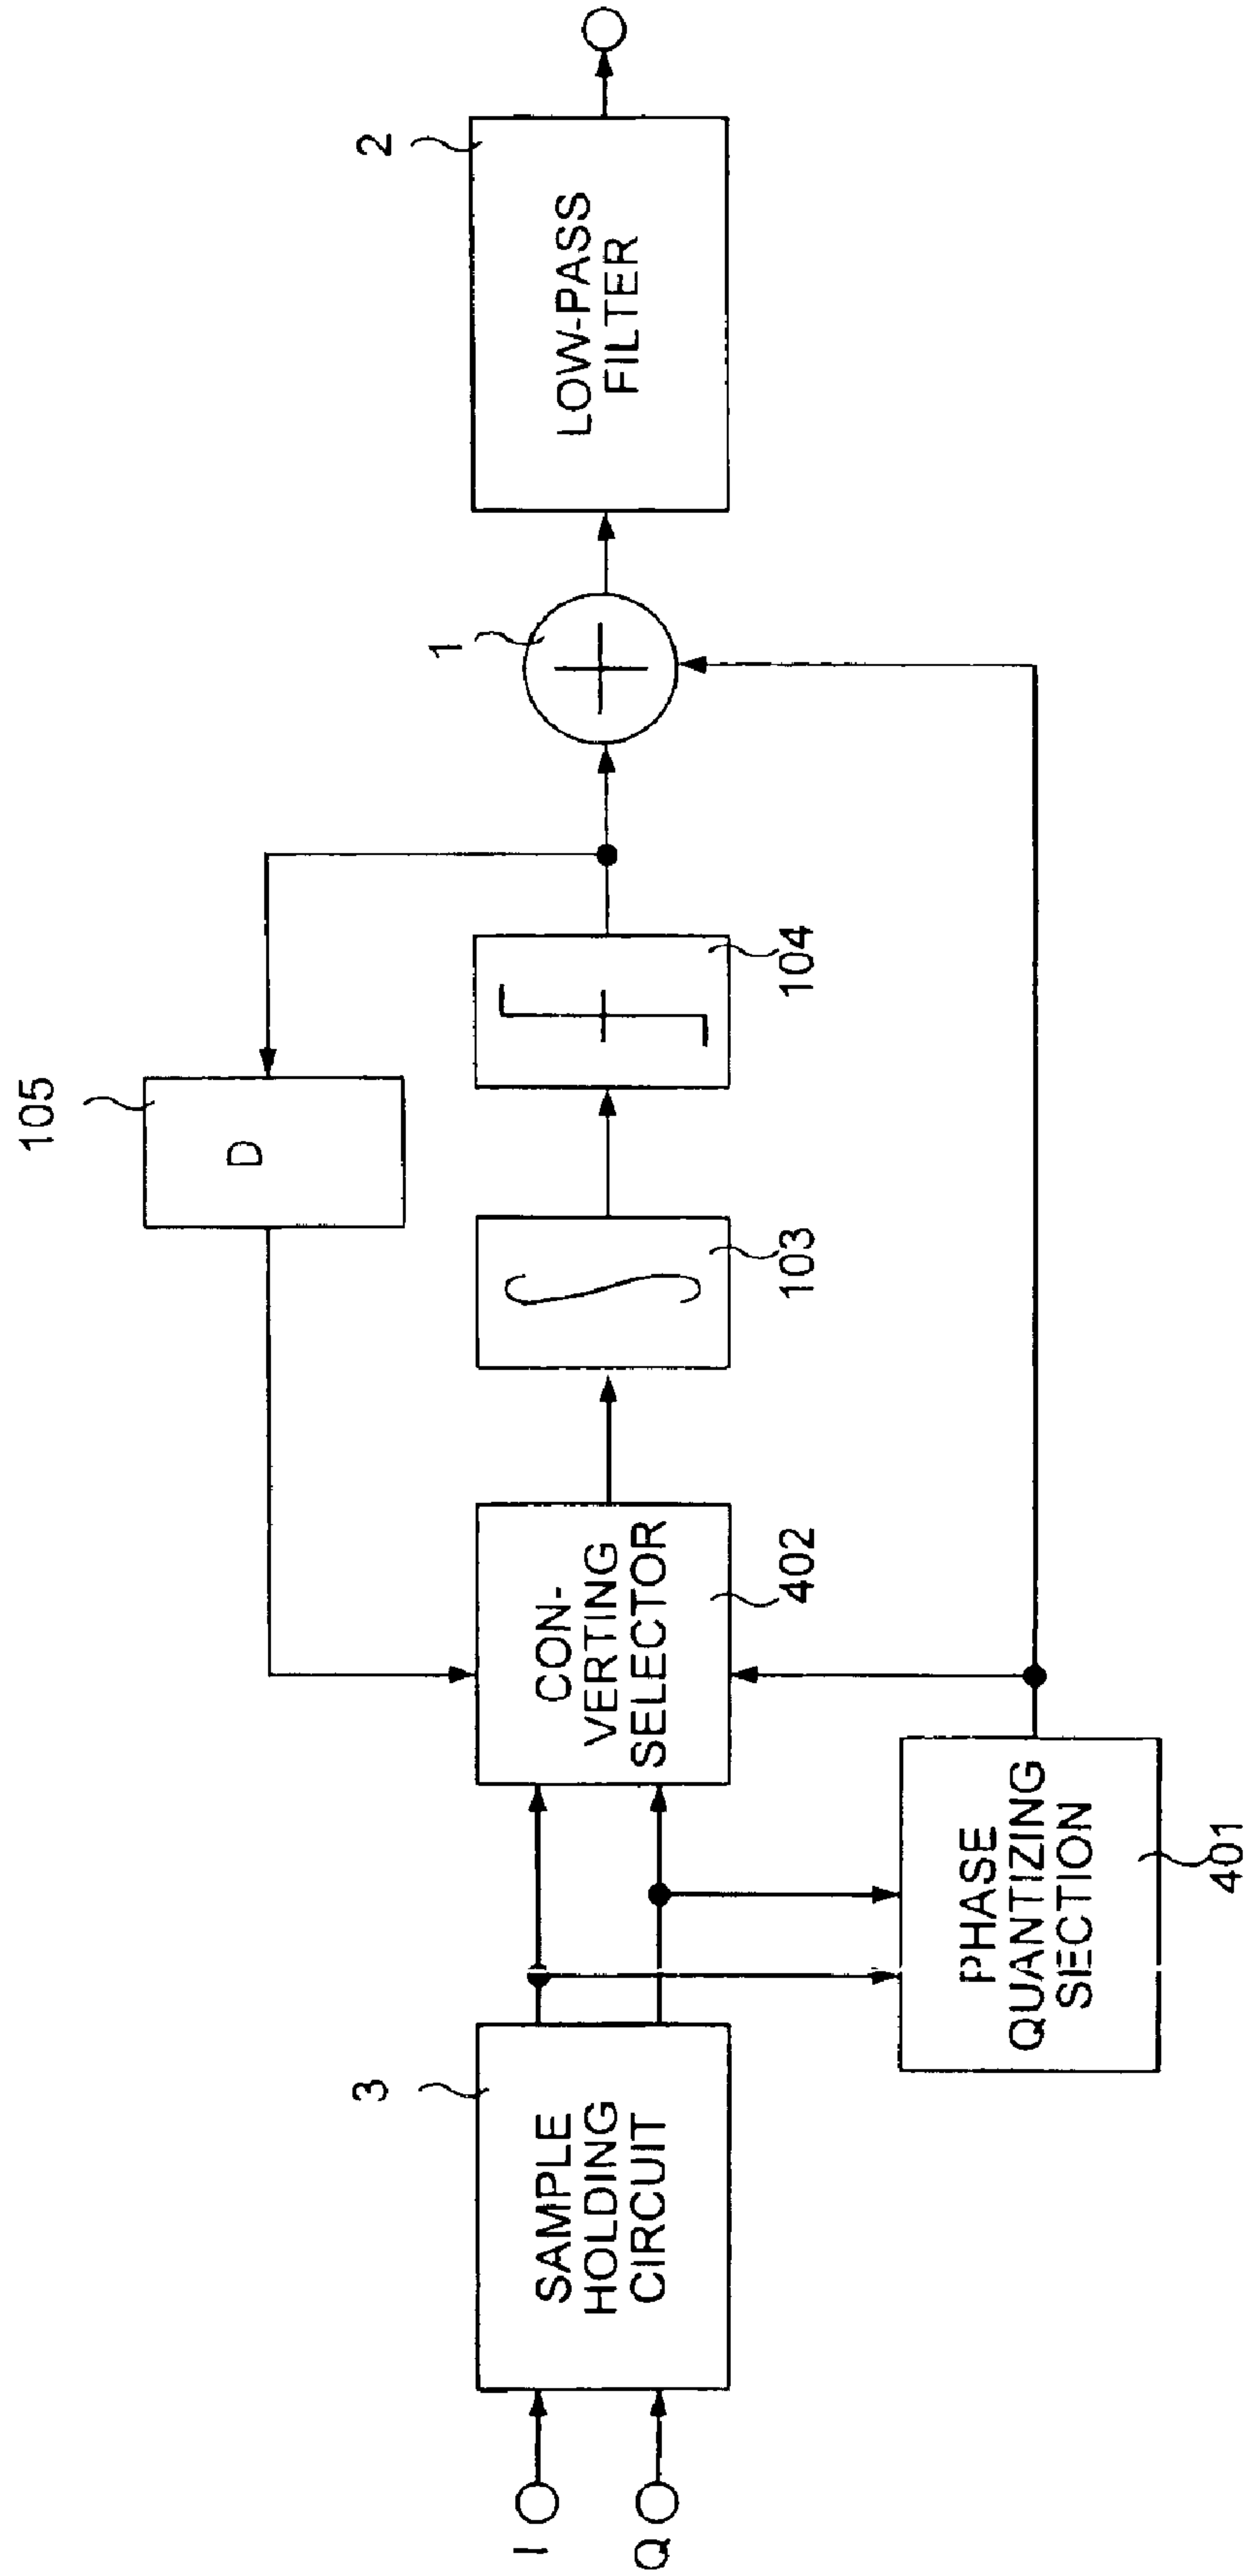 I
Q
SAMPLE
HOLDING
CIRCUIT
3
PHASE
QUANTIZING
SECTION
401
CON-
VERTING
SELECTOR
402
103
104
D
105
1
LOW-PASS
FILTER
2